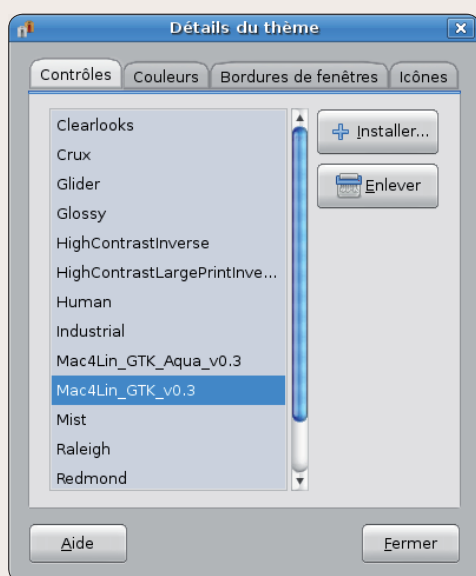 Détails du thème
Contrôles Couleurs Bordures de fenêtres Icônes
Clearlooks
Crux
Glider
Glossy
HighContrastInverse
HighContrastLargePrintInve...
Human
Industrial
Mac4Lin_GTK_Aqua_v0.3
Mac4Lin_GTK_v0.3
Mist
Raleigh
Redmond
Installer...
Enlever
Aide
Fermer